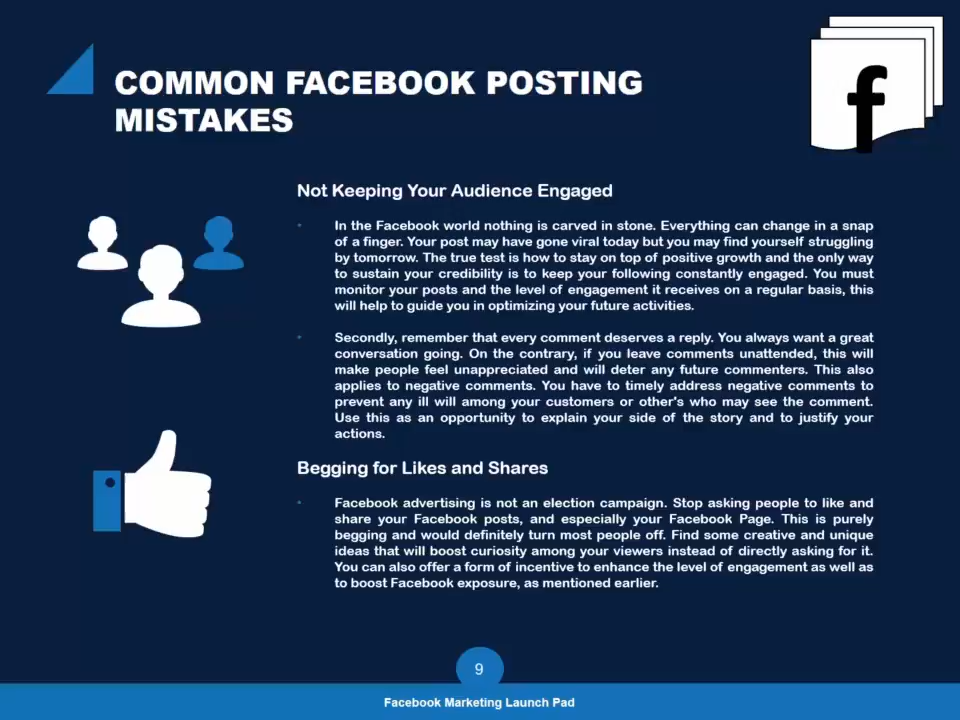 COMMON FACEBOOK POSTING
MISTAKES
f
Not Keeping Your Audience Engaged
In the Facebook world nothing is carved in stone. Everything can change in a snap
of a finger. Your post may have gone viral today but you may find yourself struggling
by tomorrow. The true test is how to stay on top of positive growth and the only way
to sustain your credibility is to keep your following constantly engaged. You must
monitor your posts and the level of engagement it receives on a regular basis, this
will help to guide you in optimizing your future activities.
Secondly, remember that every comment deserves a reply. You always want a great
conversation going. On the contrary, if you leave comments unattended, this will
make people feel unappreciated and will deter any future commenters. This also
applies to negative comments. You have to timely address negative comments to
prevent any ill will among your customers or other's who may see the comment.
Use this as an opportunity to explain your side of the story and to justify your
actions.
Begging for Likes and Shares
Facebook advertising is not an election campaign. Stop asking people to like and
share your Facebook posts, and especially your Facebook Page. This is purely
begging and would definitely turn most people off. Find some creative and unique
ideas that will boost curiosity among your viewers instead of directly asking for it.
You can also offer a form of incentive to enhance the level of engagement as well as
to boost Facebook exposure, as mentioned earlier.
9
Facebook Marketing Launch Pad